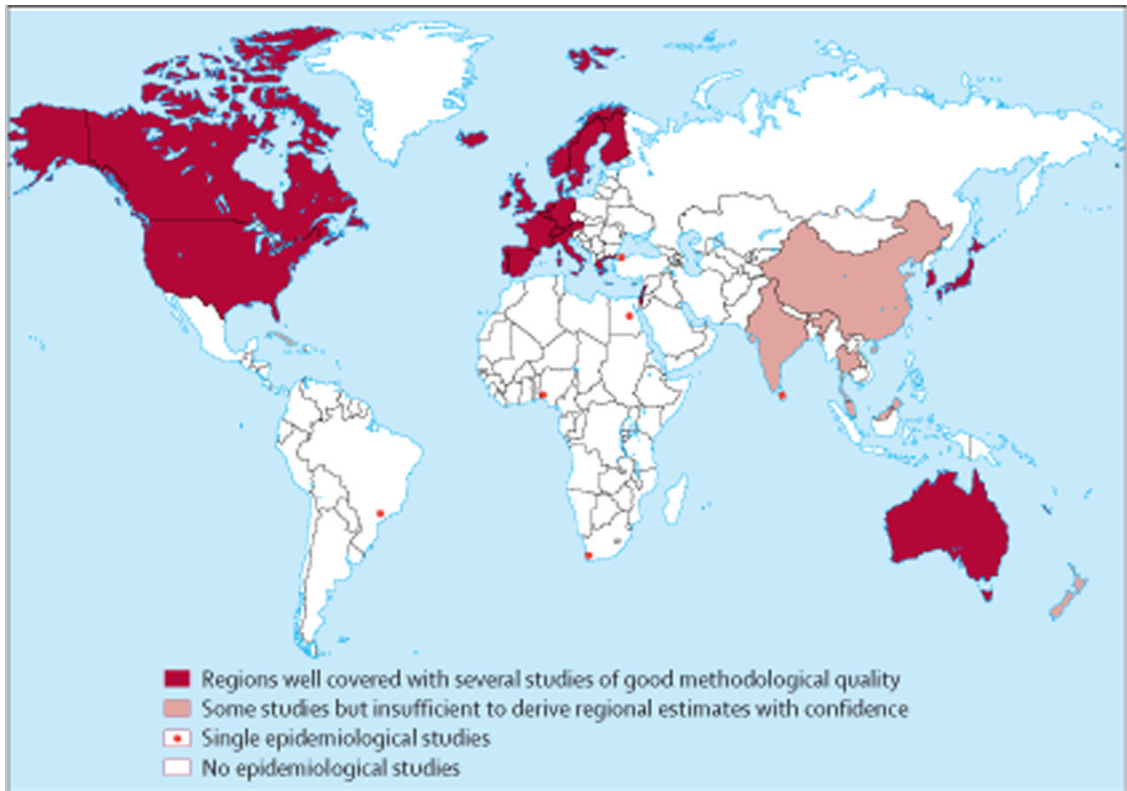 Regions well covered with several studies of good methodological quality
Some studies but insufficient to derive regional estimates with confidence
Single epidemiological studies
No epidemiological studies